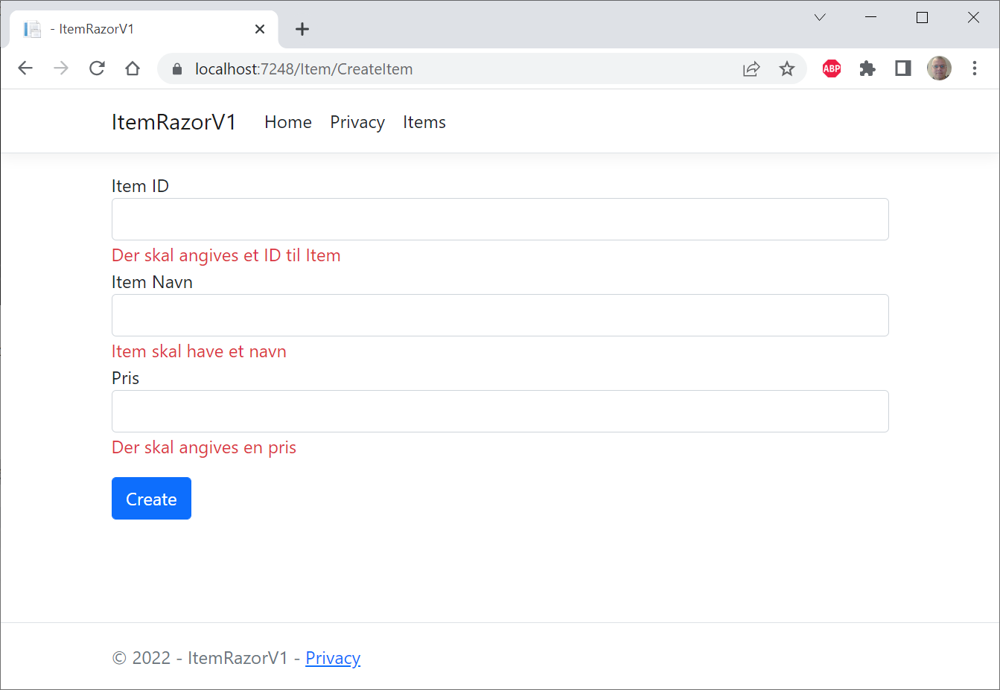 - ItemRazorV1
localhost:7248/Item/CreateItem
ABP
ItemRazorV1 Home Privacy Items
Item ID
Der skal angives et ID til Item
Item Navn
Item skal have et navn
Pris
Der skal angives en pris
Create
© 2022 - ItemRazorV1 - Privacy